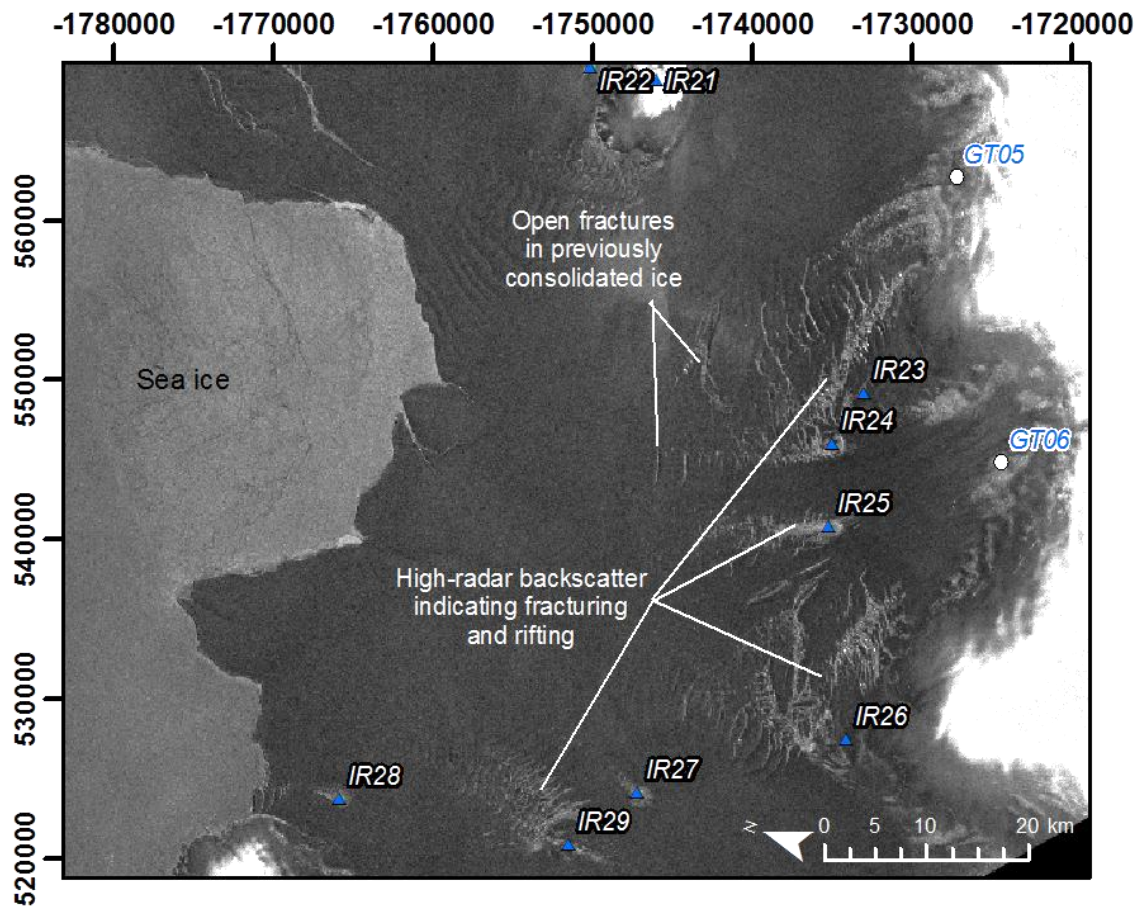 -1780000 -1770000 -1760000 -1750000 -1740000 -1730000 -1720000
IR22 IR21
GT05
560000
Open fractures
in previously
consolidated ice
Sea ice
550000
IR23
IR24
GT06
IR25
540000
High-radar backscatter
indicating fracturing
and rifting
530000
IR26
IR28
IR27
IR29
N
0 5 10 20 km
520000